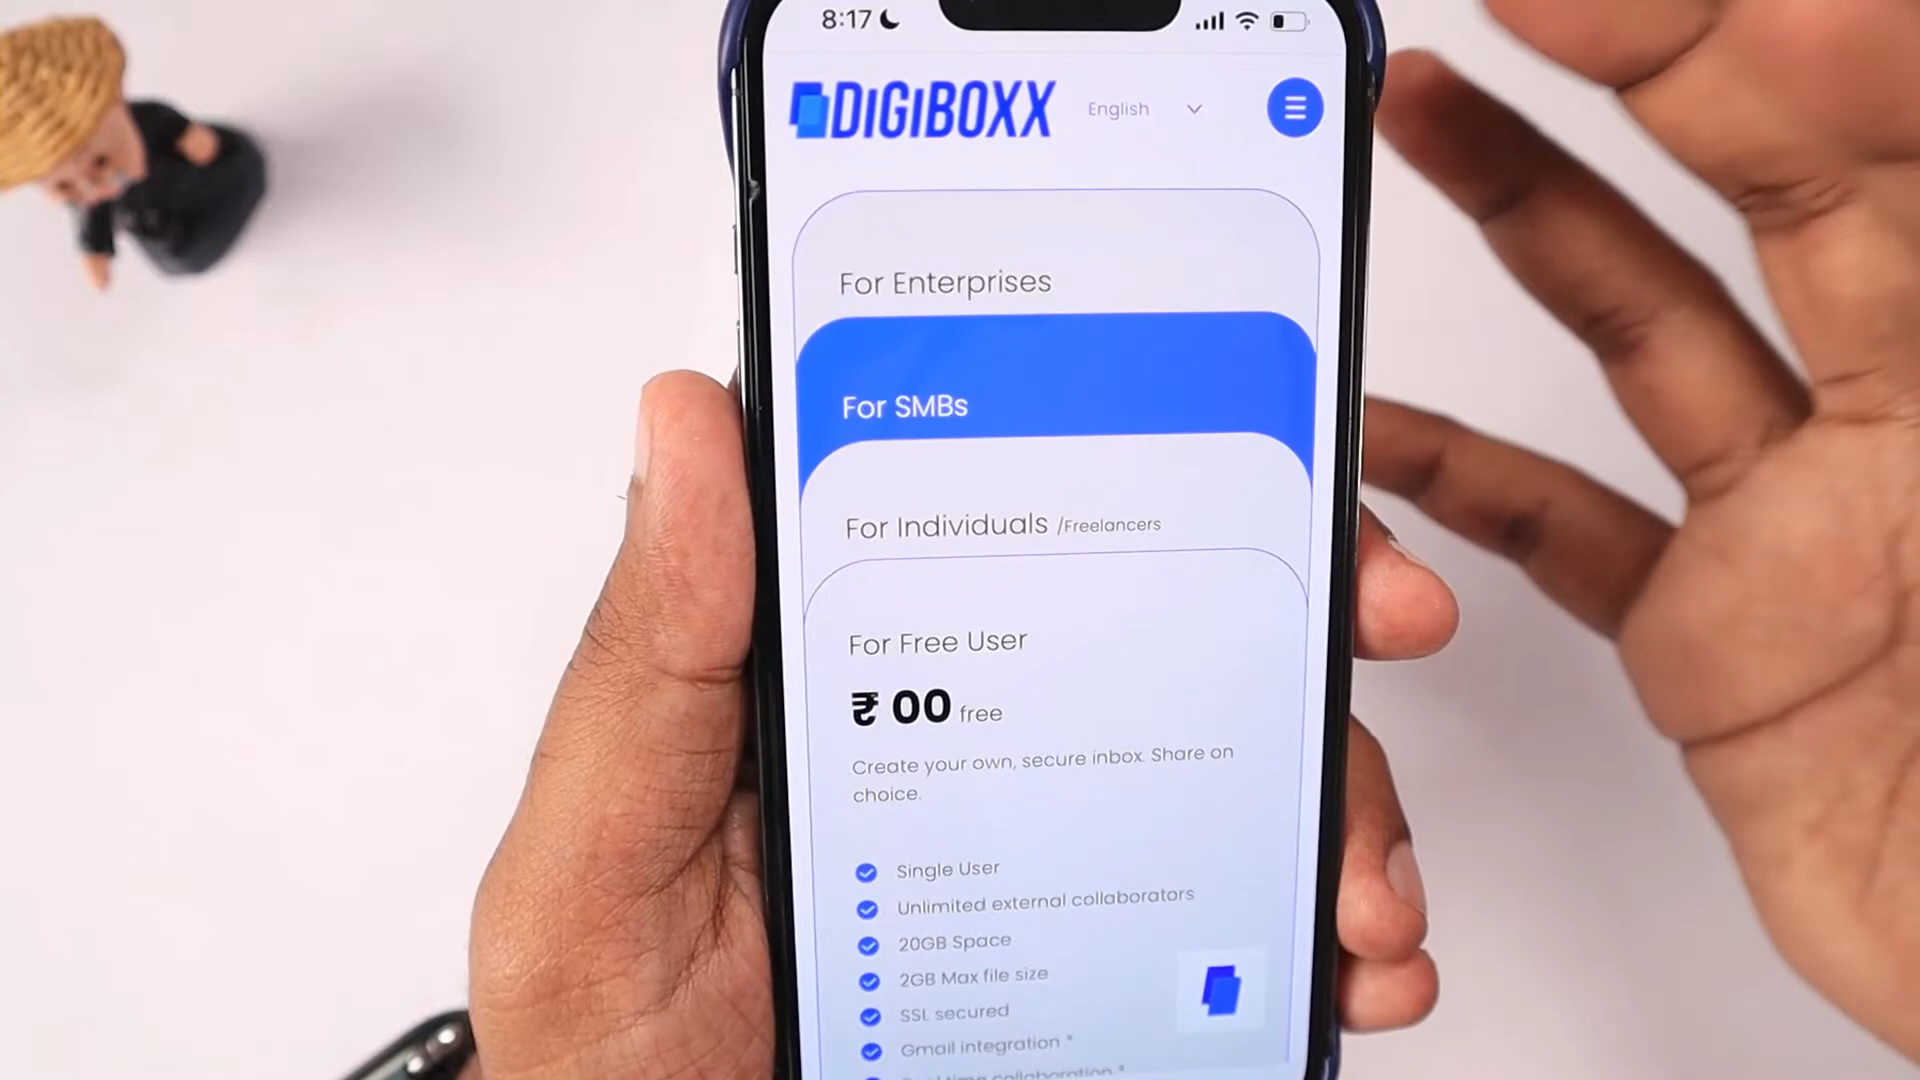 8:17
DIGIBOXX
English
For Enterprises
For SMBs
For Individuals /Freelancers
For Free User
₹ 00 free
Create your own, secure inbox. Share on
choice.
Single User
Unlimited external collaborators
20GB Space
2GB Max file size
SSL secured
Gmail integration *
collaboration *